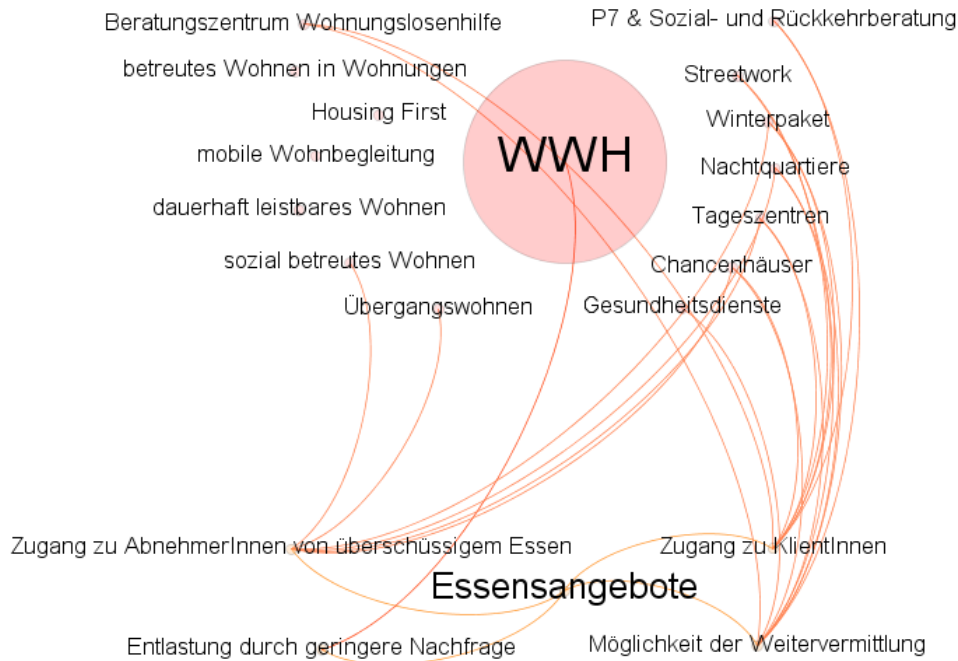 Beratungszentrum Wohnungslosenhilfe
betreutes Wohnen in Wohnungen
Housing First
mobile Wohnbegleitung
dauerhaft leistbares Wohnen
sozial betreutes Wohnen
Übergangswohnen
WWH
P7 & Sozial- und Rückkehrberatung
Streetwork
Winterpaket
Nachtquartiere
Tageszentren
Chancenhäuser
Gesundheitsdienste
Zugang zu AbnehmerInnen von überschüssigem Essen
Zugang zu KlientInnen
Essensangebote
Entlastung durch geringere Nachfrage
Möglichkeit der Weitervermittlung